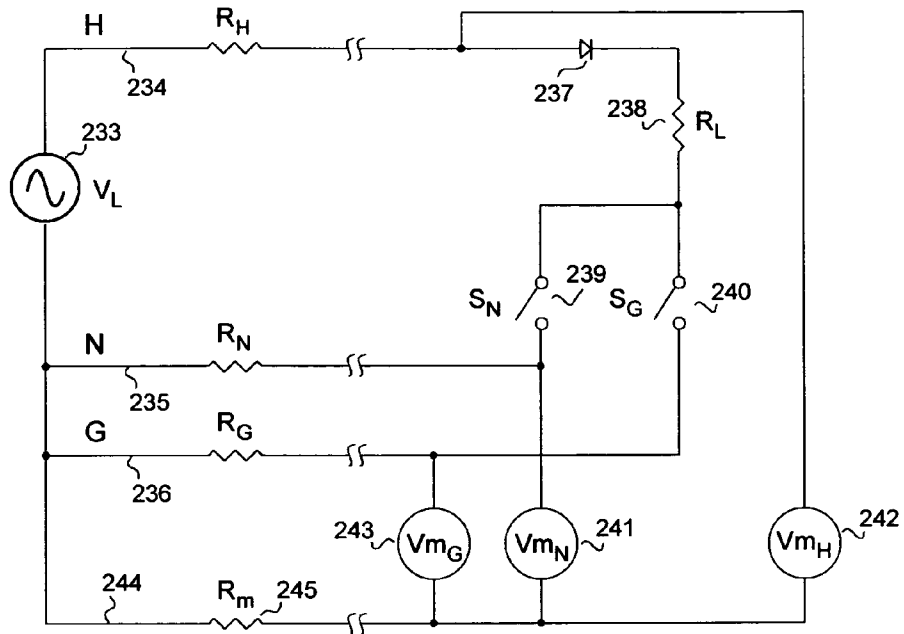 H
R_H
234
237
238
R_L
233
V_L
S_N
239
S_G
240
N
R_N
235
G
R_G
236
243
Vm_G
Vm_N
241
Vm_H
242
244
R_m
245